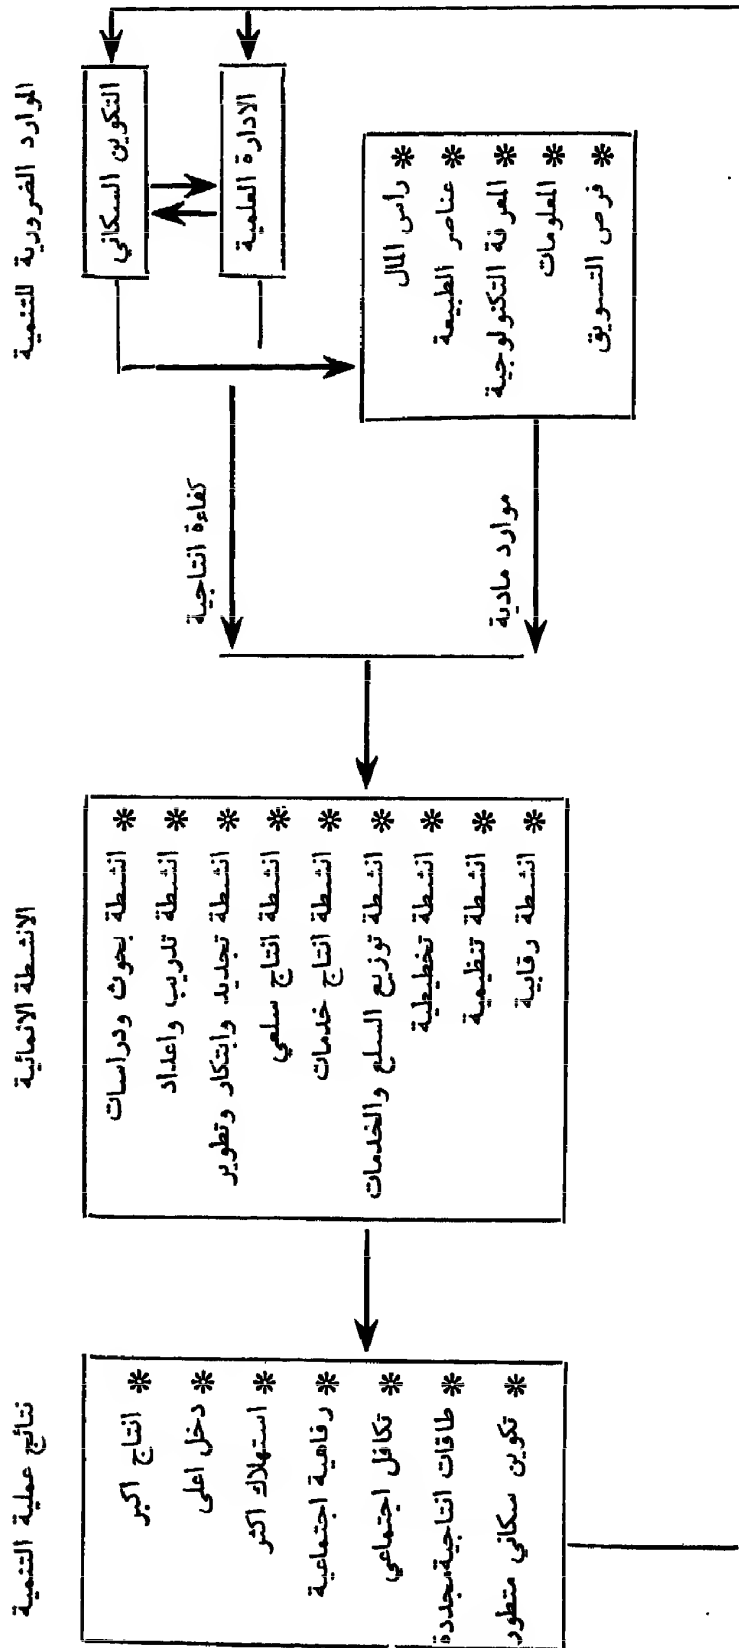 الموارد الضرورية للتنمية
التكوين السكاني
الادارة العلمية
* راس المال
* عناصر الطبيعة
* المعرفة التكنولوجية
* المعلومات
* فرص التسويق
كفاءة انتاجية
موارد مادية
الانشطة الانمائية
* انشطة بحوث ودراسات
* انشطة تدريب واعداد
* انشطة تجديد وابتكار وتطوير
* انشطة انتاج سلعي
* انشطة انتاج خدمات
* انشطة توزيع السلع والخدمات
* انشطة تخطيطية
* انشطة تنظيمية
* انشطة رقابية
نتائج عملية التنمية
* انتاج اكبر
* دخل اعلى
* استهلاك اكثر
* رفاهية اجتماعية
* تكافل اجتماعي
* طاقات انتاجية مجددة
* تكوين سكاني متطور